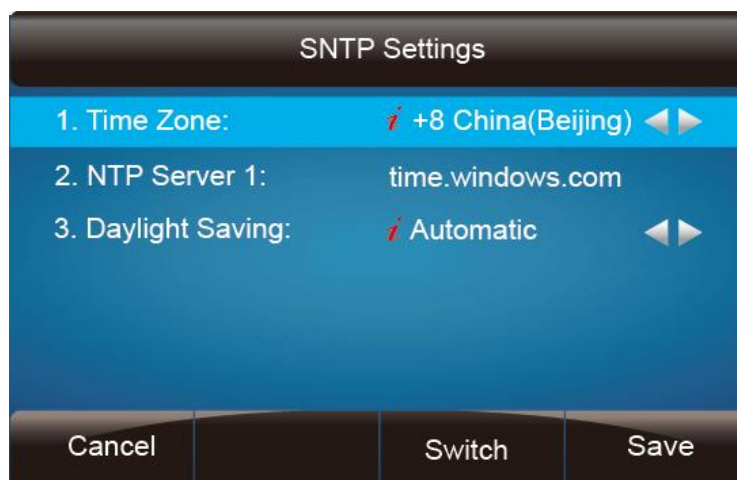 SNTP Settings
1. Time Zone: i +8 China(Beijing)
2. NTP Server 1: time.windows.com
3. Daylight Saving: i Automatic
Cancel Switch Save